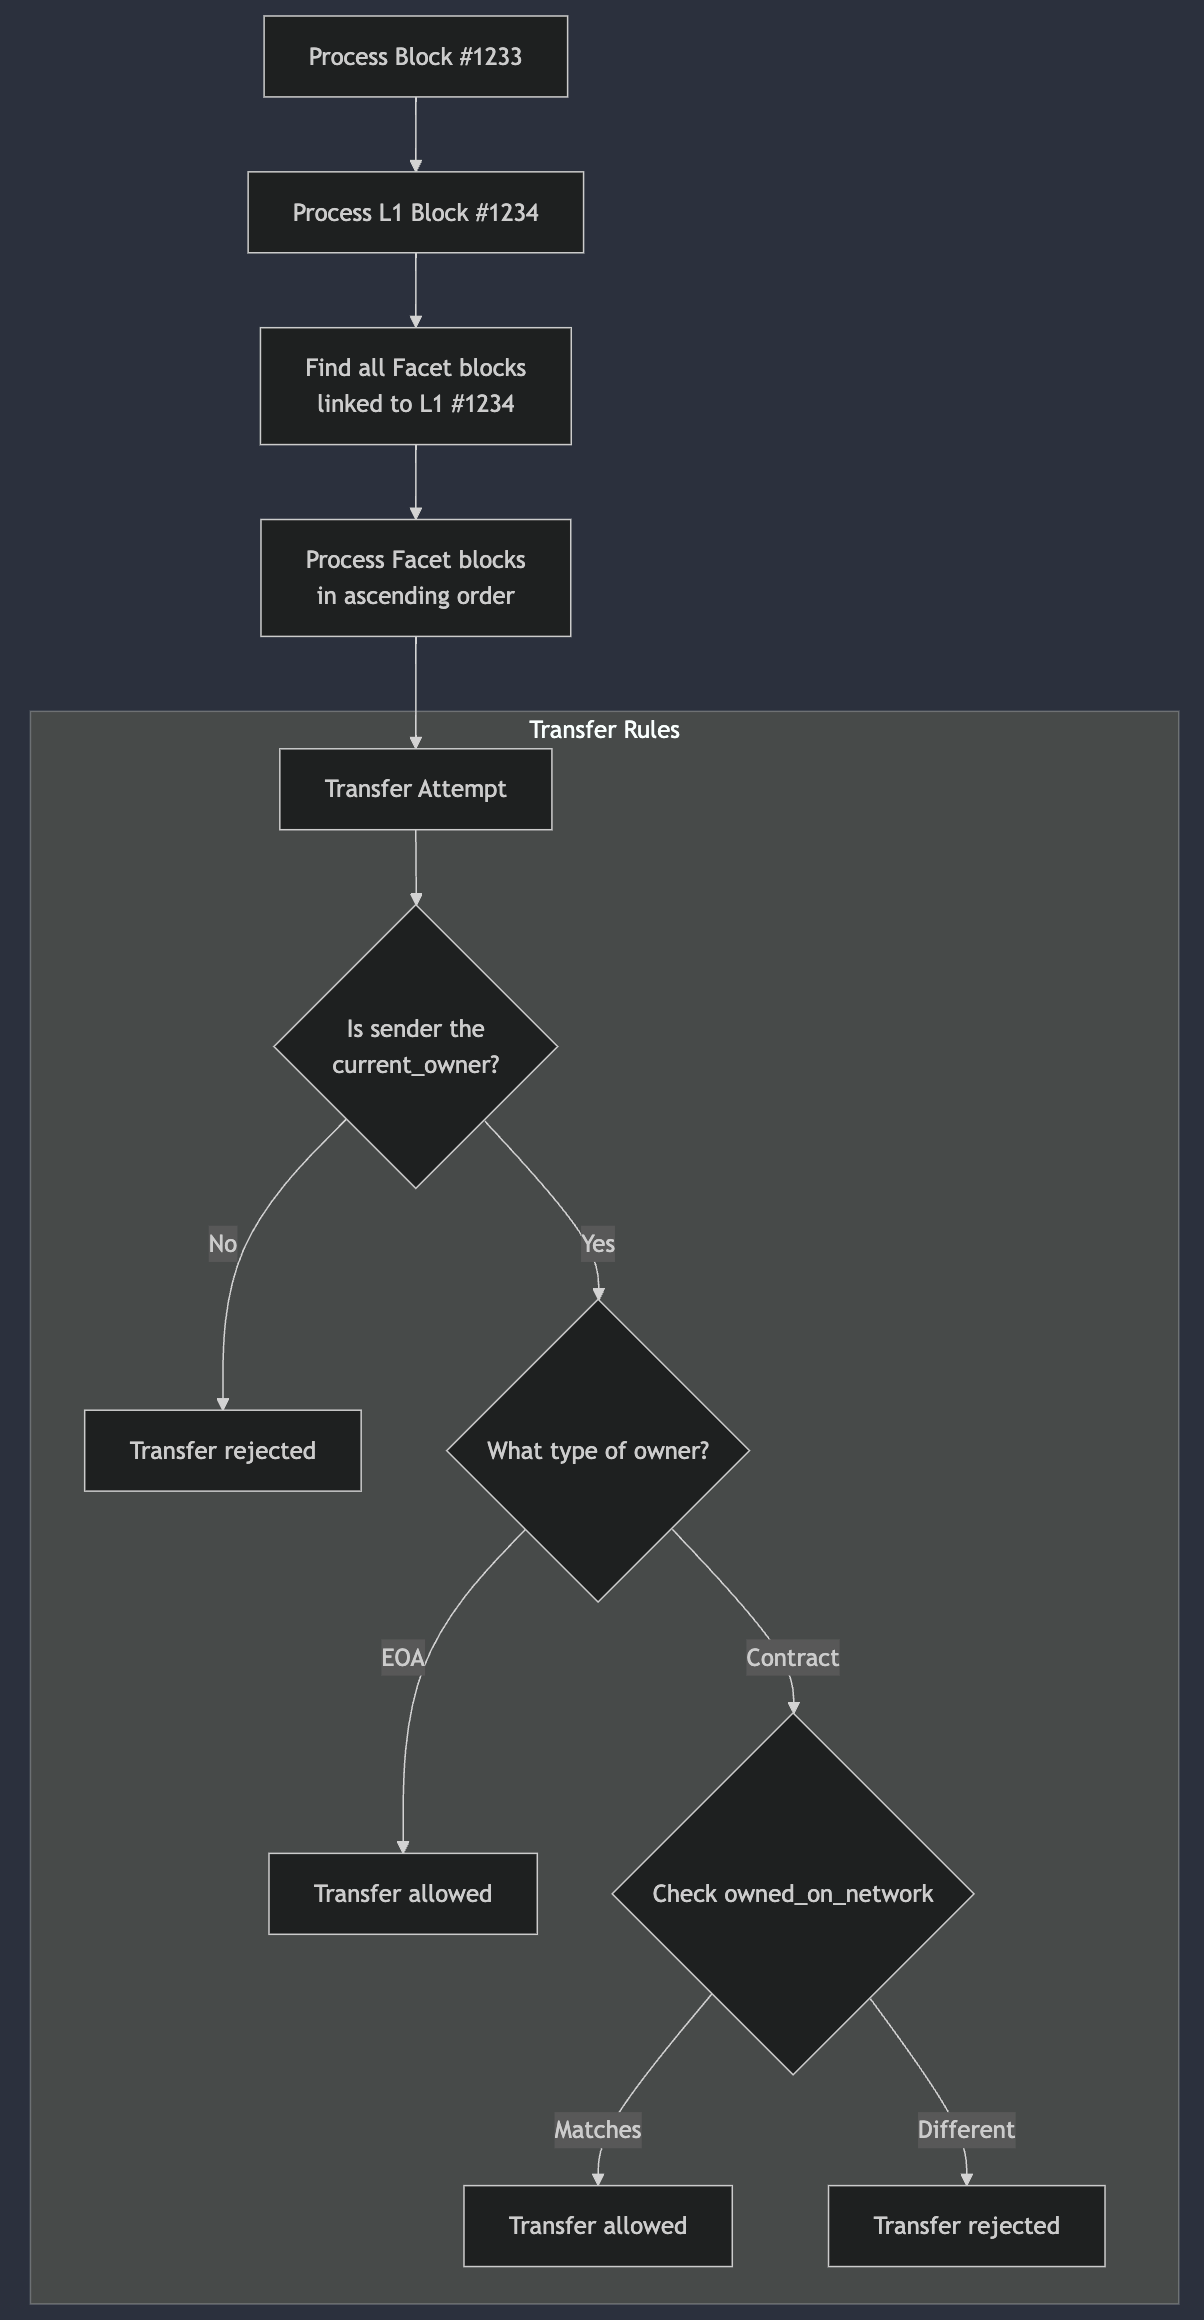 Process Block #1233
Process L1 Block #1234
Find all Facet blocks
linked to L1 #1234
Process Facet blocks
in ascending order
Transfer Rules
Transfer Attempt
Is sender the
current_owner?
No
Yes
Transfer rejected
What type of owner?
EOA
Contract
Transfer allowed
Check owned_on_network
Matches
Different
Transfer allowed
Transfer rejected